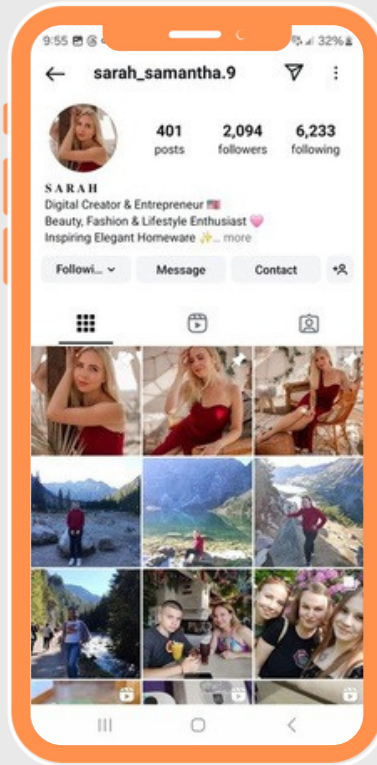 9:55
32%
sarah_samantha.9
401 2,094 6,233
posts followers following
SARAH
Digital Creator & Entrepreneur 🇺🇸
Beauty, Fashion & Lifestyle Enthusiast 🩷
Inspiring Elegant Homeware ✨... more
Followi... Message Contact